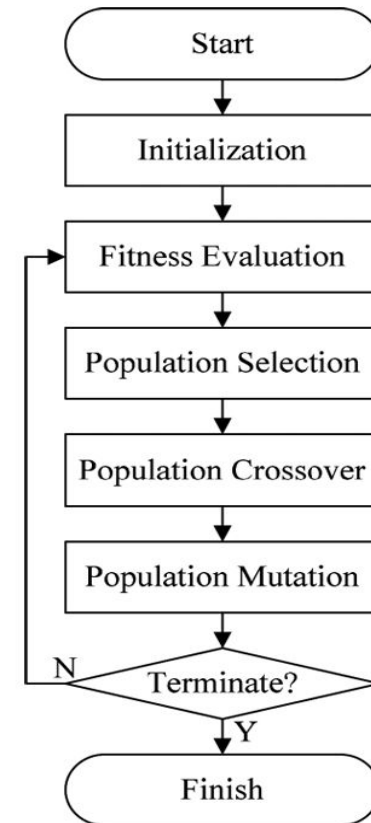 Start
Initialization
Fitness Evaluation
Population Selection
Population Crossover
Population Mutation
N
Terminate?
Y
Finish